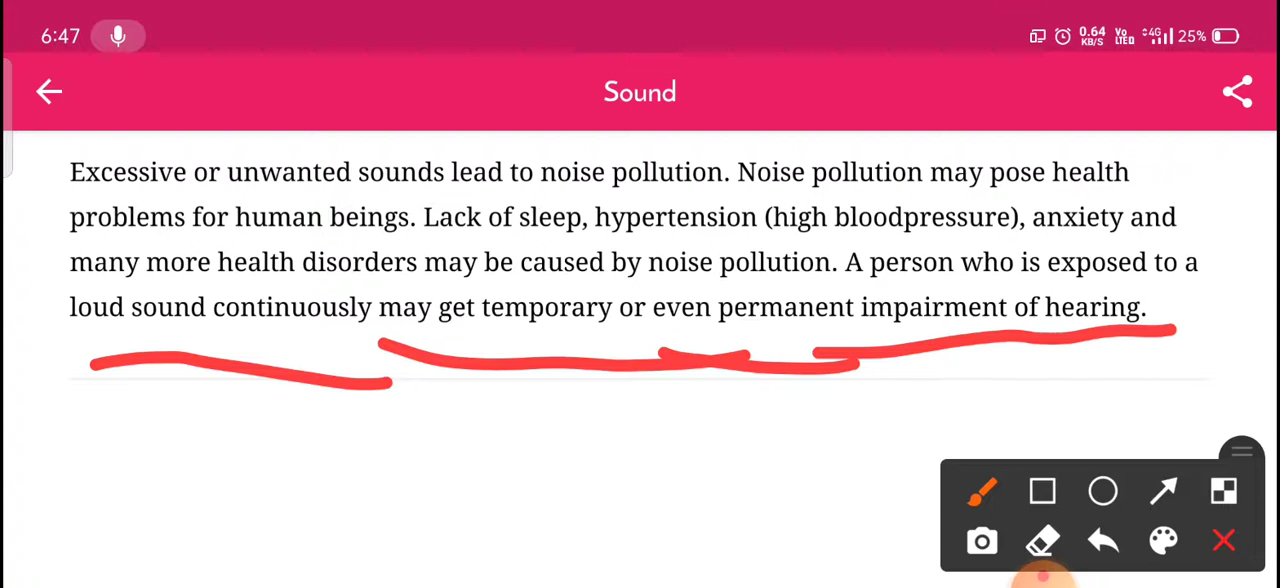 6:47
0.64 KB/S Vo LTE 4G 25%
Sound
Excessive or unwanted sounds lead to noise pollution. Noise pollution may pose health
problems for human beings. Lack of sleep, hypertension (high bloodpressure), anxiety and
many more health disorders may be caused by noise pollution. A person who is exposed to a
loud sound continuously may get temporary or even permanent impairment of hearing.